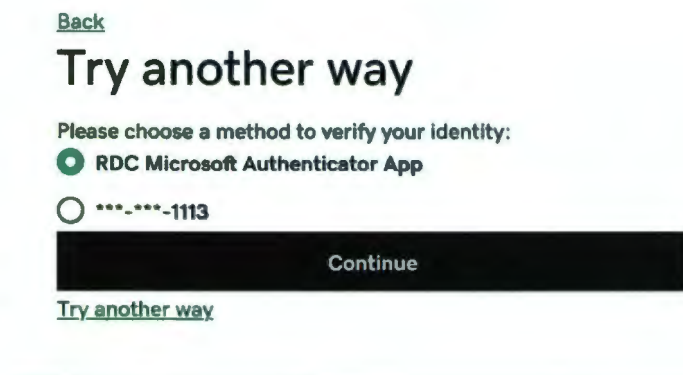 Back
Try another way
Please choose a method to verify your identity:
RDC Microsoft Authenticator App
***-***-1113
Continue
Try another way